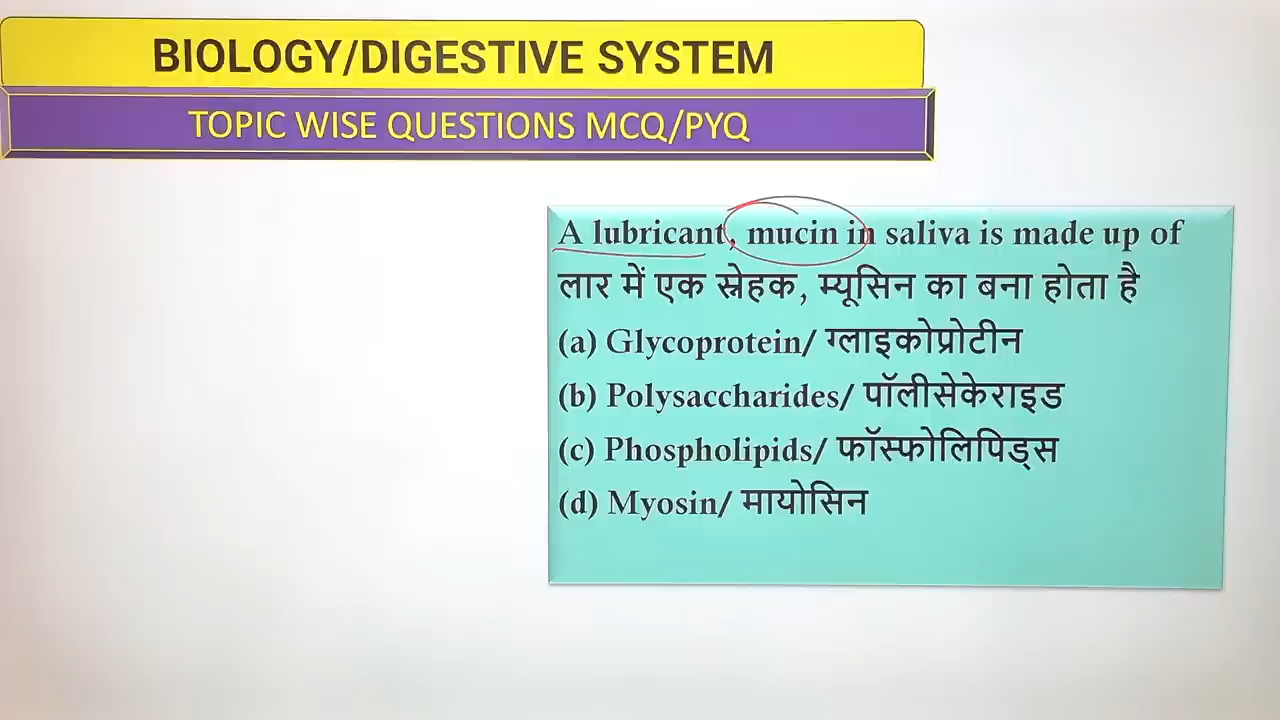 BIOLOGY/DIGESTIVE SYSTEM
TOPIC WISE QUESTIONS MCQ/PYQ
A lubricant, mucin in saliva is made up of
लार में एक स्नेहक, म्यूसिन का बना होता है
(a) Glycoprotein/ ग्लाइकोप्रोटीन
(b) Polysaccharides/ पॉलीसेकेराइड
(c) Phospholipids/ फॉस्फोलिपिड्स
(d) Myosin/ मायोसिन